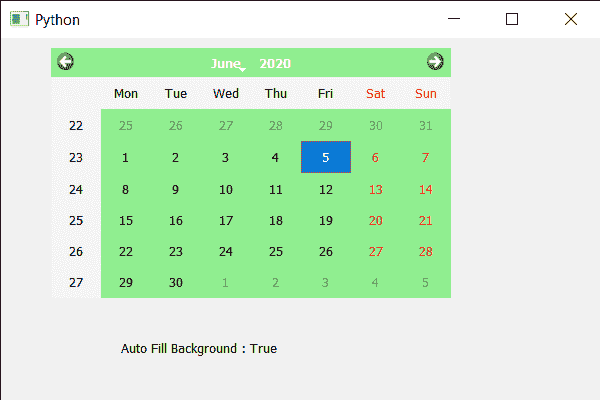 Python
June 2020
Mon Tue Wed Thu Fri Sat Sun
22 25 26 27 28 29 30 31
23 1 2 3 4 5 6 7
24 8 9 10 11 12 13 14
25 15 16 17 18 19 20 21
26 22 23 24 25 26 27 28
27 29 30 1 2 3 4 5
Auto Fill Background : True